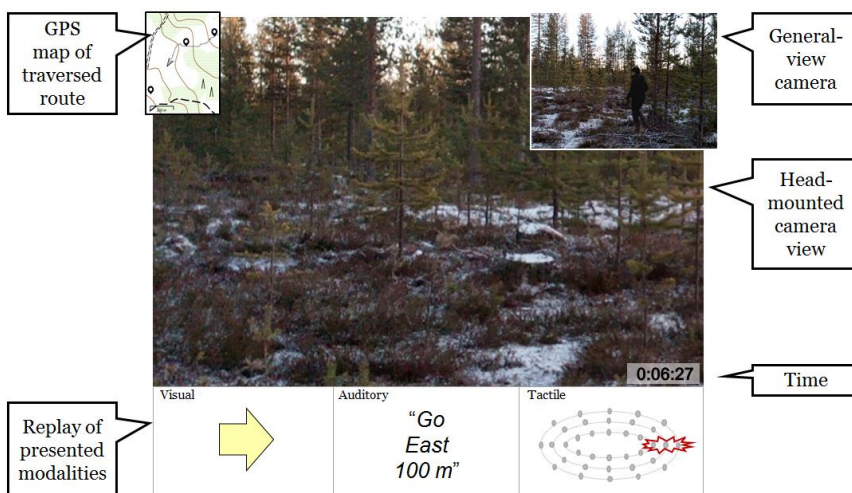 GPS
map of
traversed
route
General-
view
camera
Head-
mounted
camera
view
0:06:27
Time
Replay of
presented
modalities
Visual
Auditory
Tactile
“Go
East
100 m”